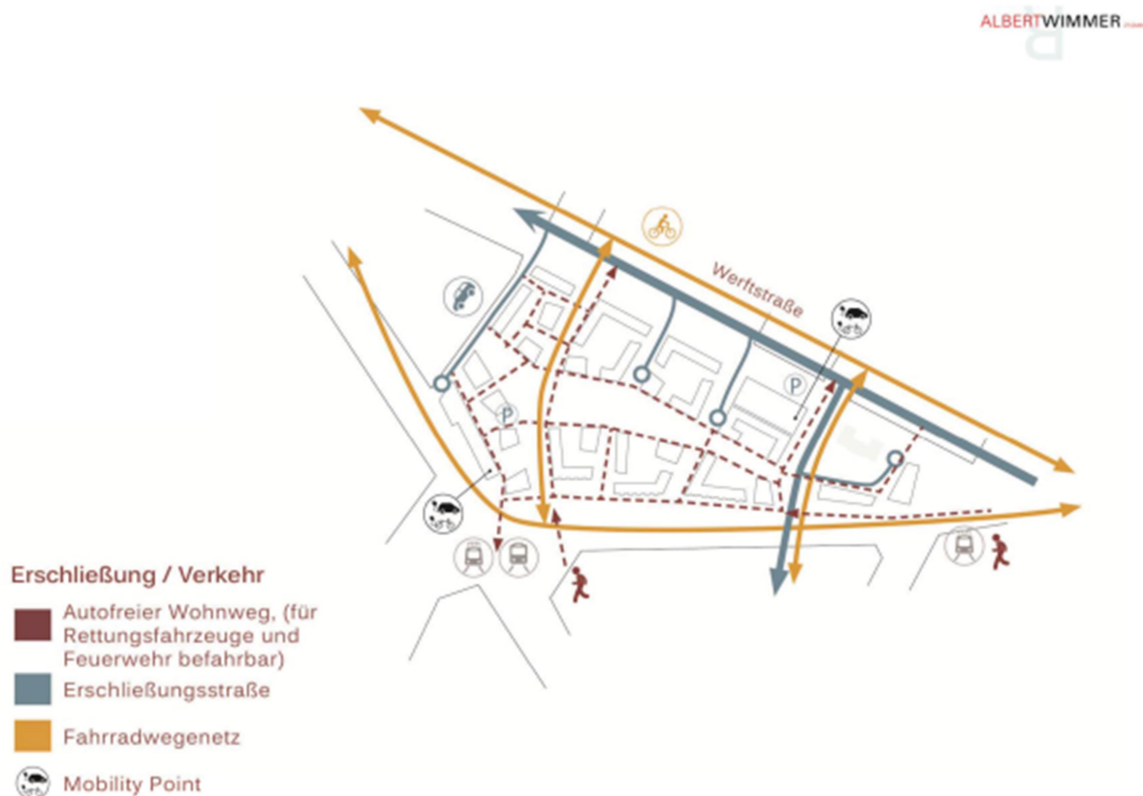 ALBERTWIMMER
Werftstraße
P
P
Erschließung / Verkehr
Autofreier Wohnweg, (für
Rettungsfahrzeuge und
Feuerwehr befahrbar)
Erschließungsstraße
Fahrradwegenetz
Mobility Point